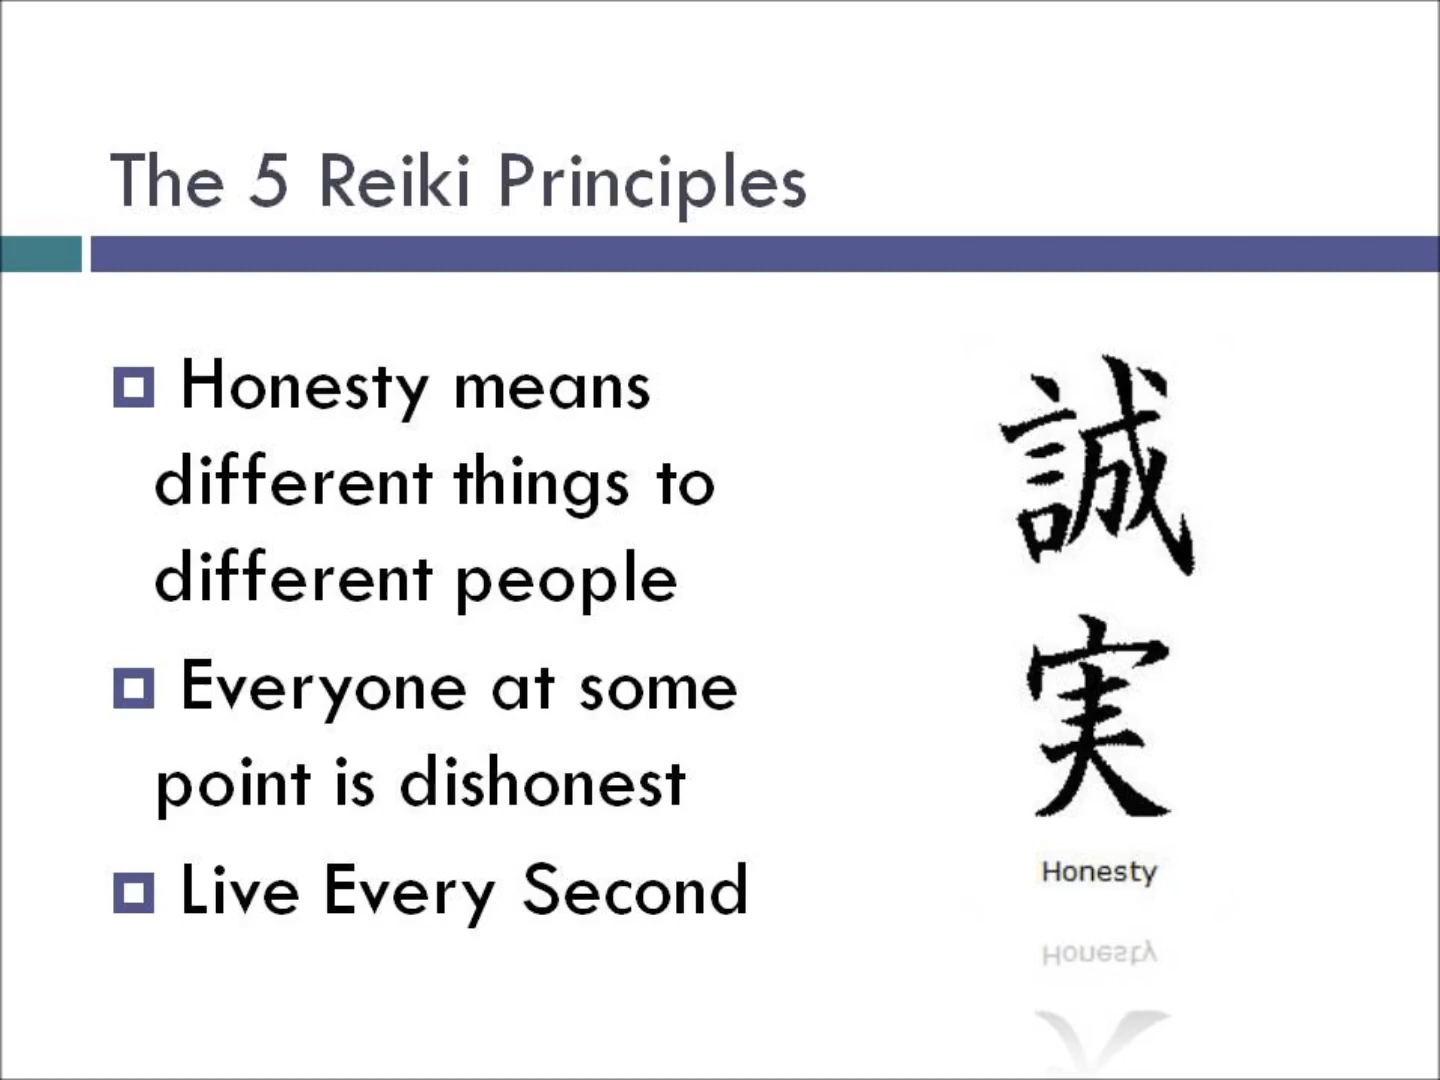 The 5 Reiki Principles
Honesty means
different things to
different people
Everyone at some
point is dishonest
Live Every Second
誠
実
Honesty